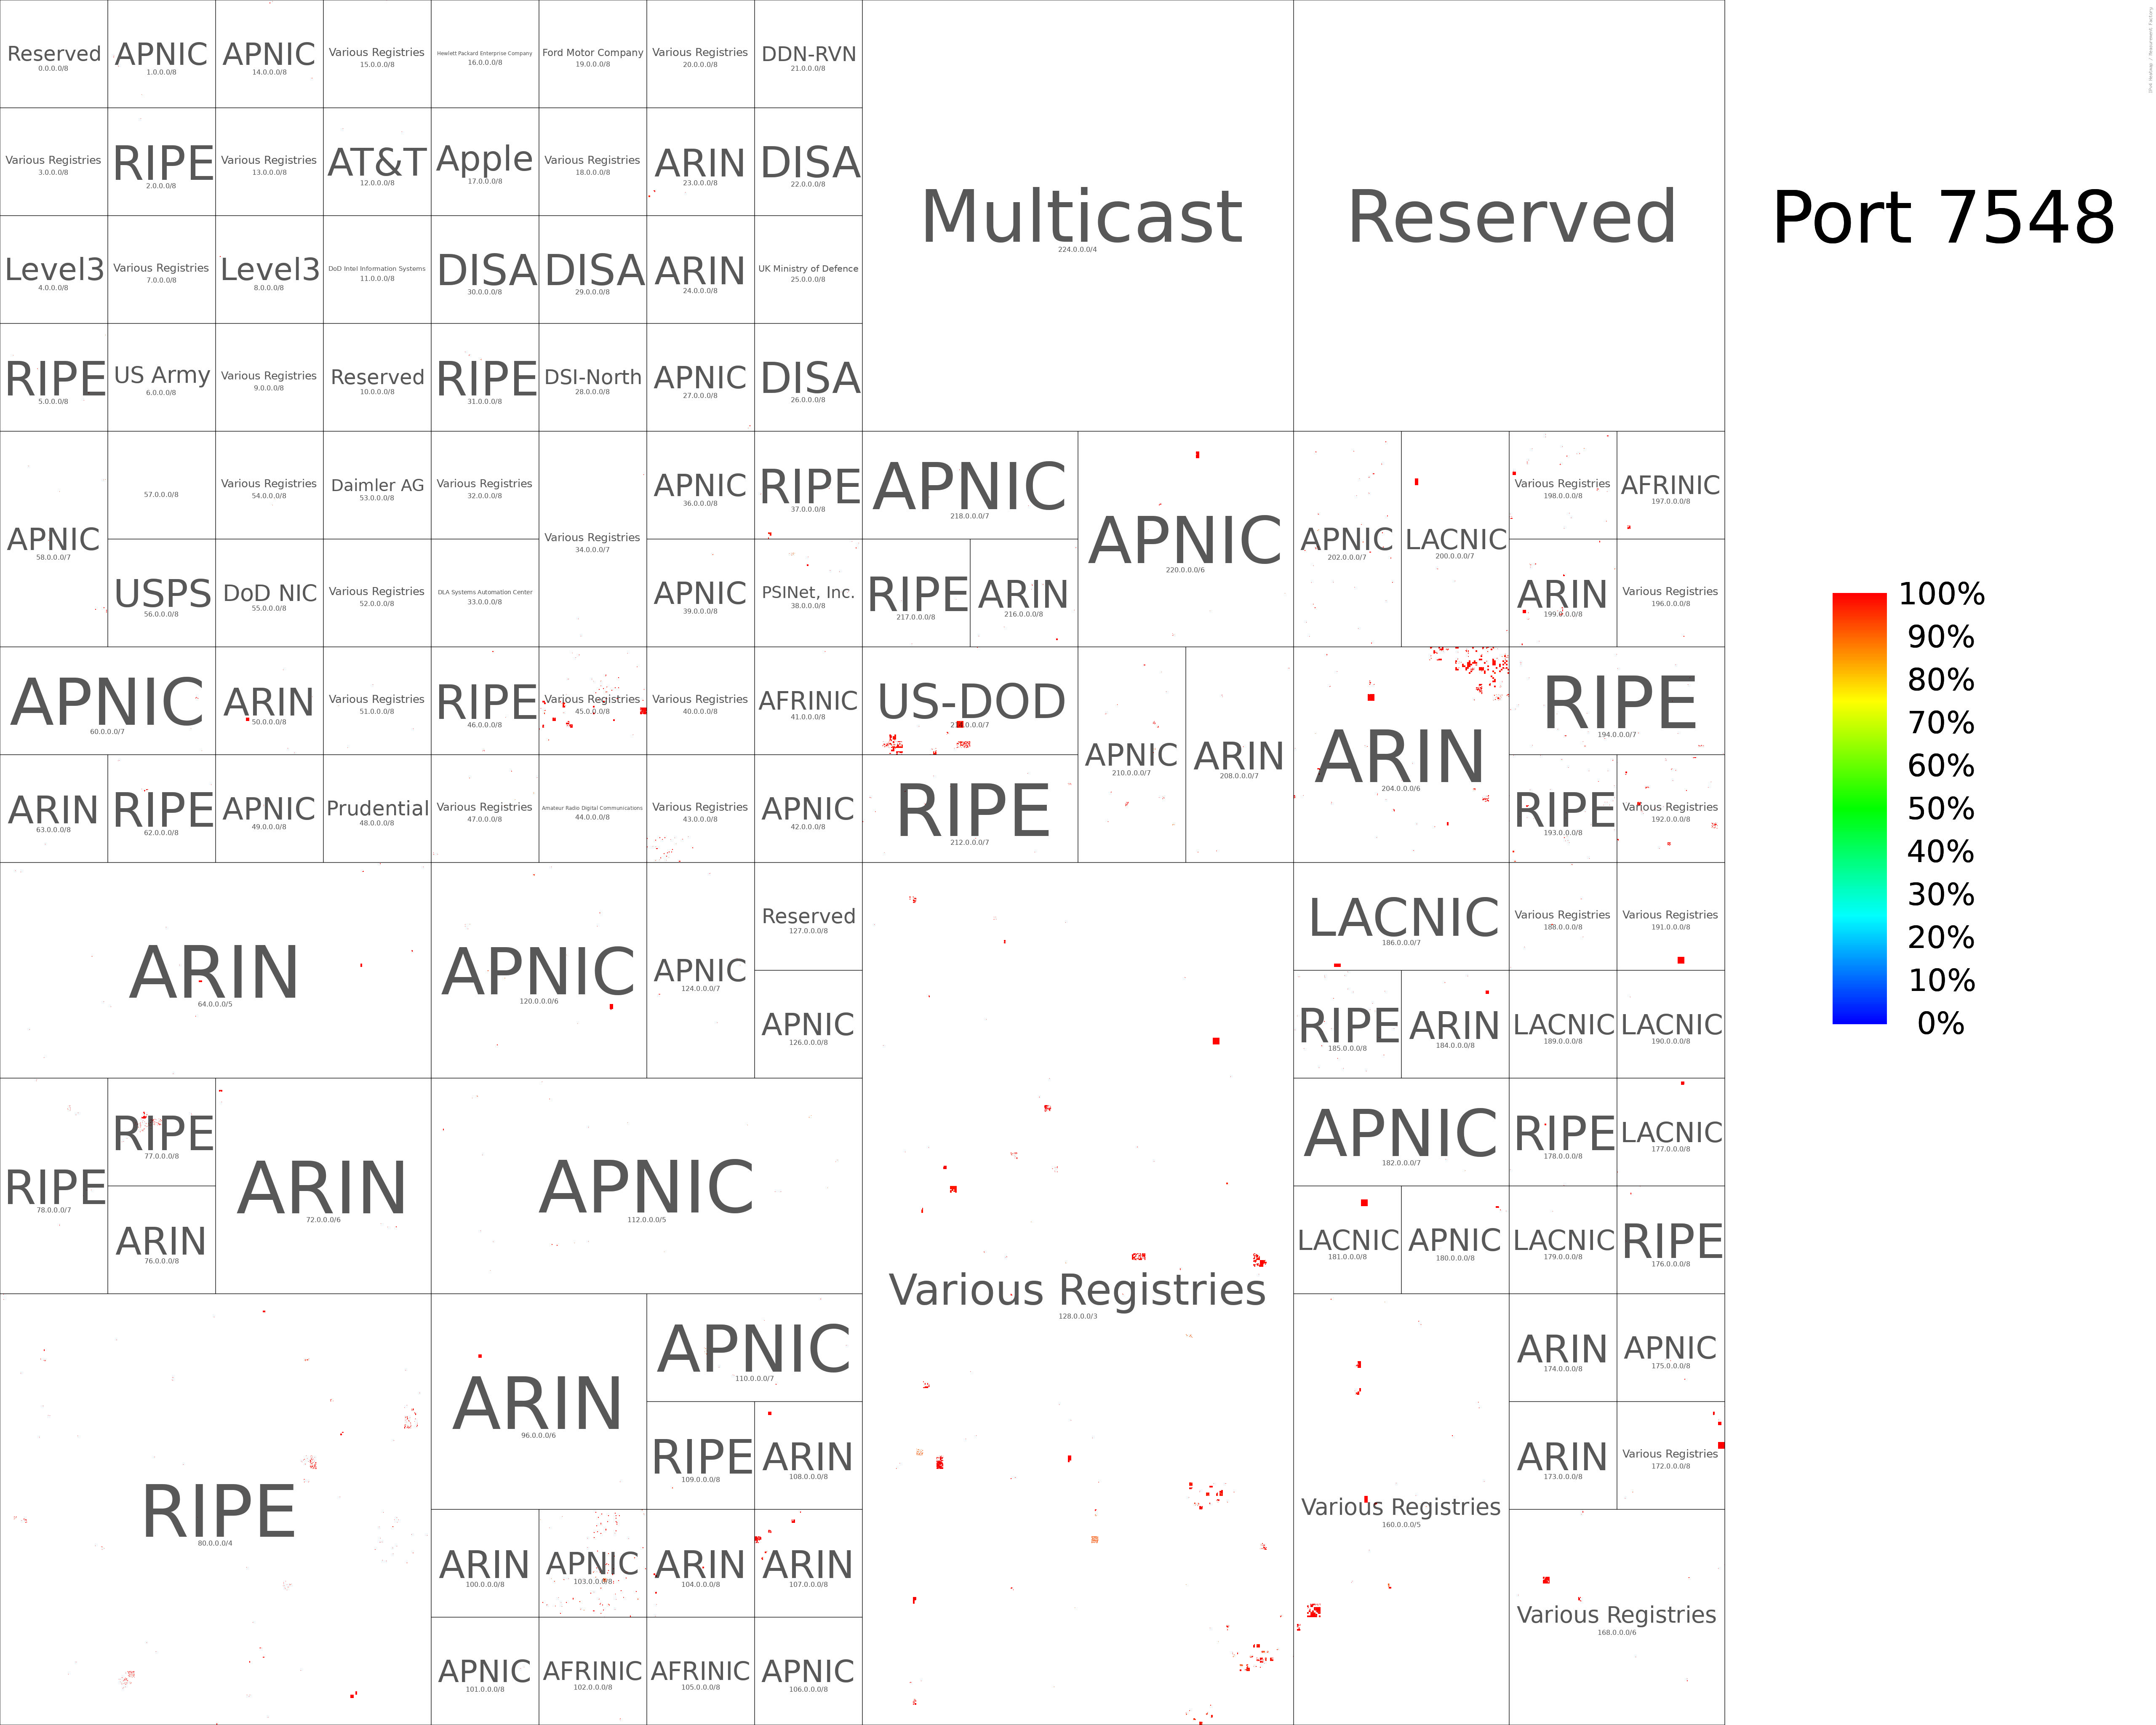 Reserved
0.0.0.0/8
APNIC
1.0.0.0/8
APNIC
14.0.0.0/8
Various Registries
15.0.0.0/8
Hewlett Packard Enterprise Company
16.0.0.0/8
Ford Motor Company
19.0.0.0/8
Various Registries
20.0.0.0/8
DDN-RVN
21.0.0.0/8
Various Registries
3.0.0.0/8
RIPE
2.0.0.0/8
Various Registries
13.0.0.0/8
AT&T
12.0.0.0/8
Apple
17.0.0.0/8
Various Registries
18.0.0.0/8
ARIN
23.0.0.0/8
DISA
22.0.0.0/8
Multicast
224.0.0.0/4
Reserved
Port 7548
Level3
4.0.0.0/8
Various Registries
7.0.0.0/8
Level3
8.0.0.0/8
DoD Intel Information Systems
11.0.0.0/8
DISA
30.0.0.0/8
DISA
29.0.0.0/8
ARIN
24.0.0.0/8
UK Ministry of Defence
25.0.0.0/8
RIPE
5.0.0.0/8
US Army
6.0.0.0/8
Various Registries
9.0.0.0/8
Reserved
10.0.0.0/8
RIPE
31.0.0.0/8
DSI-North
28.0.0.0/8
APNIC
27.0.0.0/8
DISA
26.0.0.0/8
APNIC
58.0.0.0/7
57.0.0.0/8
Various Registries
54.0.0.0/8
Daimler AG
53.0.0.0/8
Various Registries
32.0.0.0/8
Various Registries
34.0.0.0/7
APNIC
36.0.0.0/8
RIPE
37.0.0.0/8
APNIC
218.0.0.0/7
APNIC
220.0.0.0/6
APNIC
202.0.0.0/7
LACNIC
200.0.0.0/7
Various Registries
198.0.0.0/8
AFRINIC
197.0.0.0/8
USPS
56.0.0.0/8
DoD NIC
55.0.0.0/8
Various Registries
52.0.0.0/8
DLA Systems Automation Center
33.0.0.0/8
APNIC
39.0.0.0/8
PSINet, Inc.
38.0.0.0/8
RIPE
217.0.0.0/8
ARIN
216.0.0.0/8
ARIN
199.0.0.0/8
Various Registries
196.0.0.0/8
100%
90%
80%
70%
60%
50%
40%
30%
20%
10%
0%
APNIC
60.0.0.0/7
ARIN
50.0.0.0/8
Various Registries
51.0.0.0/8
RIPE
46.0.0.0/8
Various Registries
45.0.0.0/8
Various Registries
40.0.0.0/8
AFRINIC
41.0.0.0/8
US-DOD
APNIC
210.0.0.0/7
ARIN
208.0.0.0/7
ARIN
204.0.0.0/6
RIPE
194.0.0.0/7
ARIN
63.0.0.0/8
RIPE
62.0.0.0/8
APNIC
49.0.0.0/8
Prudential
48.0.0.0/8
Various Registries
47.0.0.0/8
Amateur Radio Digital Communications
44.0.0.0/8
Various Registries
43.0.0.0/8
APNIC
42.0.0.0/8
RIPE
212.0.0.0/7
RIPE
193.0.0.0/8
Various Registries
192.0.0.0/8
ARIN
64.0.0.0/5
APNIC
120.0.0.0/6
APNIC
124.0.0.0/7
Reserved
127.0.0.0/8
APNIC
126.0.0.0/8
LACNIC
186.0.0.0/7
Various Registries
188.0.0.0/8
Various Registries
191.0.0.0/8
RIPE
185.0.0.0/8
ARIN
184.0.0.0/8
LACNIC
189.0.0.0/8
LACNIC
190.0.0.0/8
RIPE
78.0.0.0/7
RIPE
77.0.0.0/8
ARIN
76.0.0.0/8
ARIN
72.0.0.0/6
APNIC
112.0.0.0/5
Various Registries
128.0.0.0/3
APNIC
182.0.0.0/7
RIPE
178.0.0.0/8
LACNIC
177.0.0.0/8
LACNIC
181.0.0.0/8
APNIC
180.0.0.0/8
LACNIC
179.0.0.0/8
RIPE
176.0.0.0/8
RIPE
80.0.0.0/4
ARIN
96.0.0.0/6
APNIC
110.0.0.0/7
RIPE
109.0.0.0/8
ARIN
108.0.0.0/8
Various Registries
160.0.0.0/5
ARIN
174.0.0.0/8
APNIC
175.0.0.0/8
ARIN
173.0.0.0/8
Various Registries
172.0.0.0/8
ARIN
100.0.0.0/8
APNIC
103.0.0.0/8
ARIN
104.0.0.0/8
ARIN
107.0.0.0/8
APNIC
101.0.0.0/8
AFRINIC
102.0.0.0/8
AFRINIC
105.0.0.0/8
APNIC
106.0.0.0/8
Various Registries
168.0.0.0/6